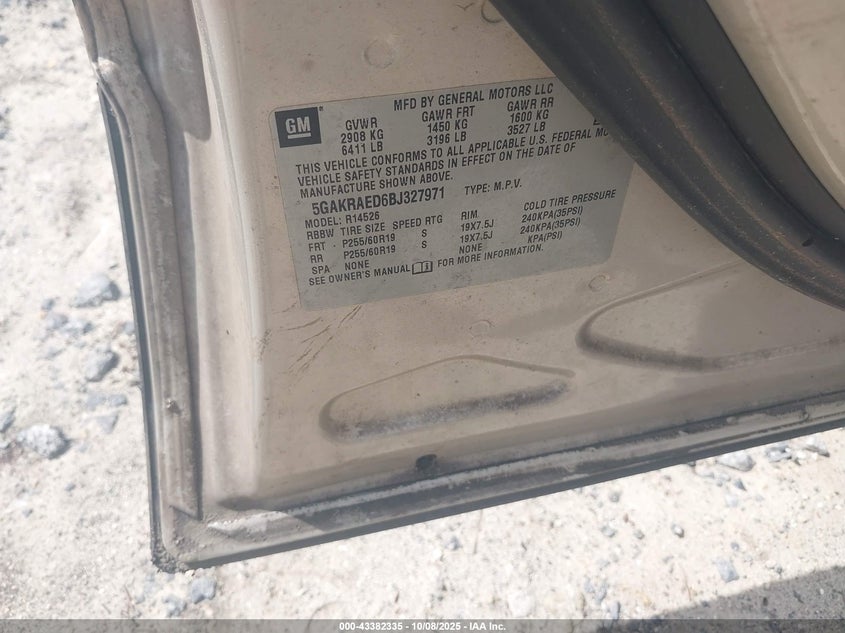 MFD BY GENERAL MOTORS LLC
GM GVWR GAWR FRT GAWR RR
2908 KG 1450 KG 1600 KG
6411 LB 3196 LB 3527 LB
THIS VEHICLE CONFORMS TO ALL APPLICABLE U.S. FEDERAL MO
VEHICLE SAFETY STANDARDS IN EFFECT ON THE DATE OF
MANUFACTURE SHOWN ABOVE.
5GAKRAED6BJ327971 TYPE: M.P.V.
MODEL: R14526
RBBW TIRE SIZE SPEED RTG RIM COLD TIRE PRESSURE
FRT P255/60R19 S 19X7.5J 240KPA(35PSI)
RR P255/60R19 S 19X7.5J 240KPA(35PSI)
SPA NONE NONE KPA(PSI)
SEE OWNER'S MANUAL FOR MORE INFORMATION.
000-43382335 - 10/08/2025 - IAA Inc.